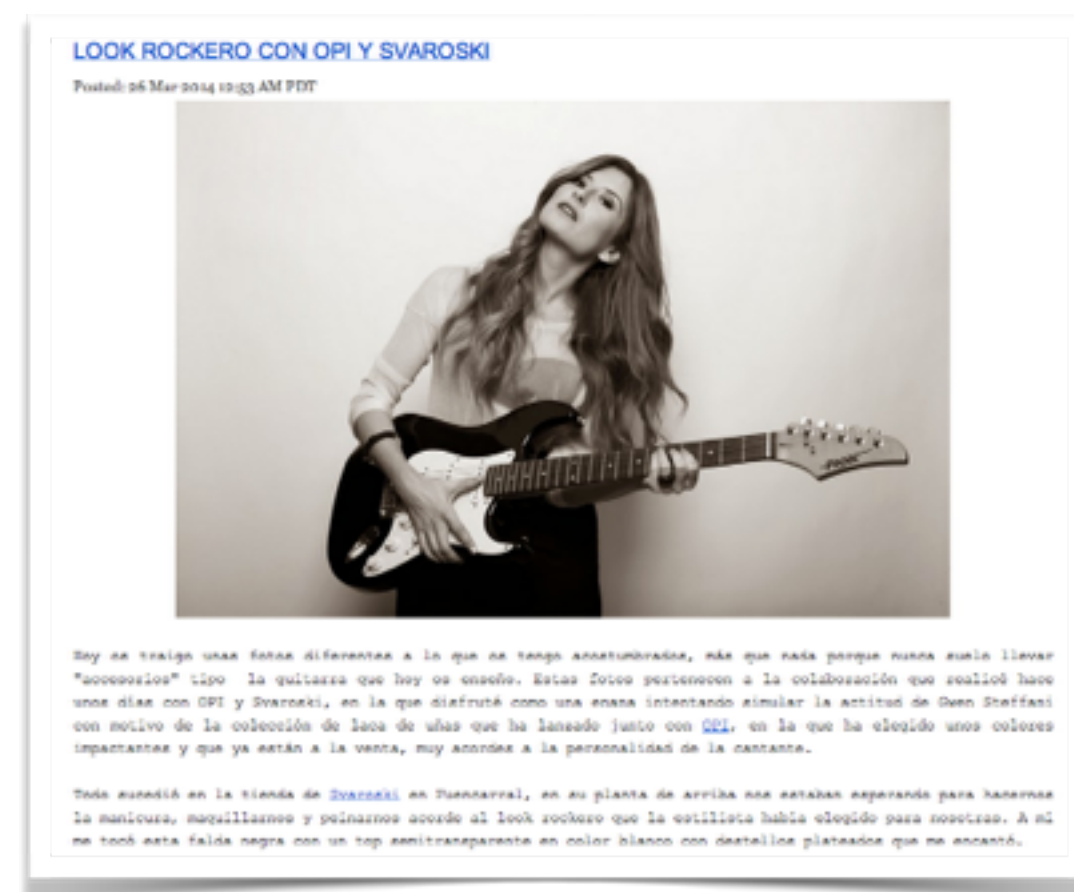 LOOK ROCKERO CON OPI Y SVAROSKI
Posted: 26 Mar 2014 12:53 AM PDT
Hoy os traigo unas fotos diferentes a lo que os tengo acostumbrados, más que nada porque nunca suelo llevar
"accesorios" tipo la guitarra que hoy os enseño. Estas fotos pertenecen a la colaboración que realicé hace
unos días con OPI y Svaroski, en la que disfruté como una enana intentando simular la actitud de Gwen Steffani
con motivo de la colección de laca de uñas que ha lanzado junto con OPI, en la que ha elegido unos colores
impactantes y que ya están a la venta, muy acordes a la personalidad de la cantante.
Todo sucedió en la tienda de Svaroski en Fuencarral, en su planta de arriba nos estaban esperando para hacernos
la manicura, maquillarnos y peinarnos acorde al look rockero que la estilista había elegido para nosotras. A mi
me tocó esta falda negra con un top semitransparente en color blanco con destellos plateados que me encantó.